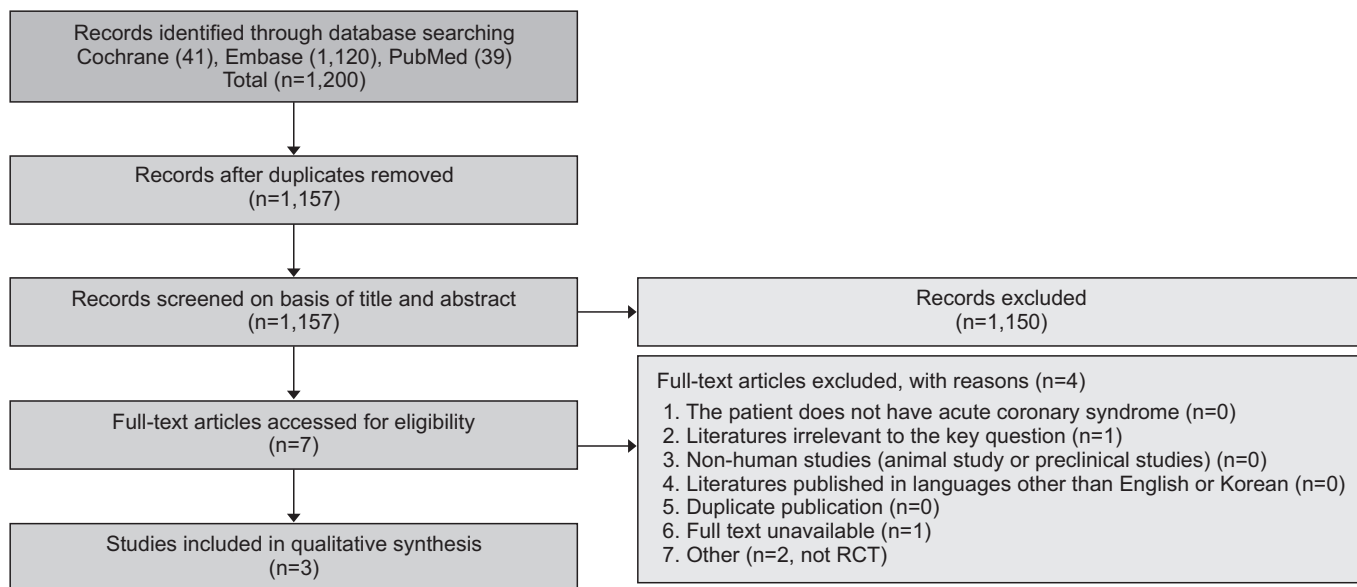 Records identified through database searching
Cochrane (41), Embase (1,120), PubMed (39)
Total (n=1,200)
Records after duplicates removed
(n=1,157)
Records screened on basis of title and abstract
(n=1,157)
Records excluded
(n=1,150)
Full-text articles accessed for eligibility
(n=7)
Full-text articles excluded, with reasons (n=4)
1. The patient does not have acute coronary syndrome (n=0)
2. Literatures irrelevant to the key question (n=1)
3. Non-human studies (animal study or preclinical studies) (n=0)
4. Literatures published in languages other than English or Korean (n=0)
5. Duplicate publication (n=0)
6. Full text unavailable (n=1)
7. Other (n=2, not RCT)
Studies included in qualitative synthesis
(n=3)